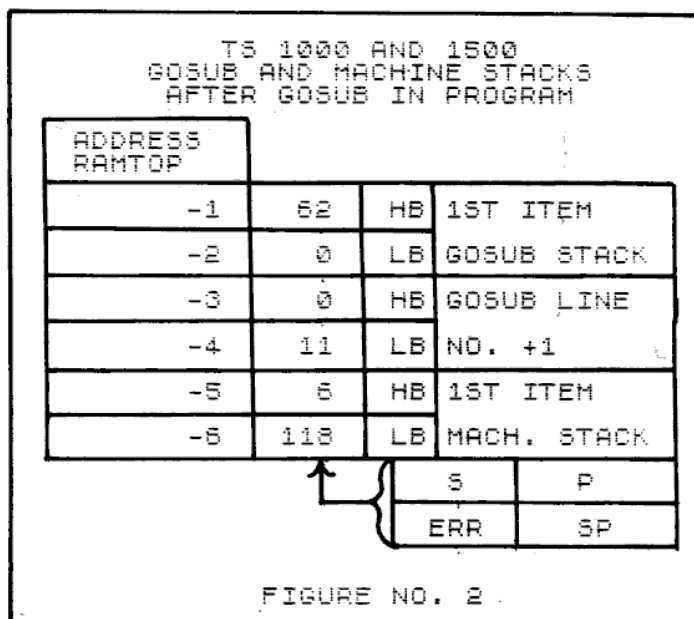 TS 1000 AND 1500
GOSUB AND MACHINE STACKS
AFTER GOSUB IN PROGRAM
ADDRESS
RAMTOP
-1 62 HB 1ST ITEM
-2 0 LB GOSUB STACK
-3 0 HB GOSUB LINE
-4 11 LB NO. +1
-5 6 HB 1ST ITEM
-6 118 LB MACH. STACK
S P
ERR SP
FIGURE NO. 2